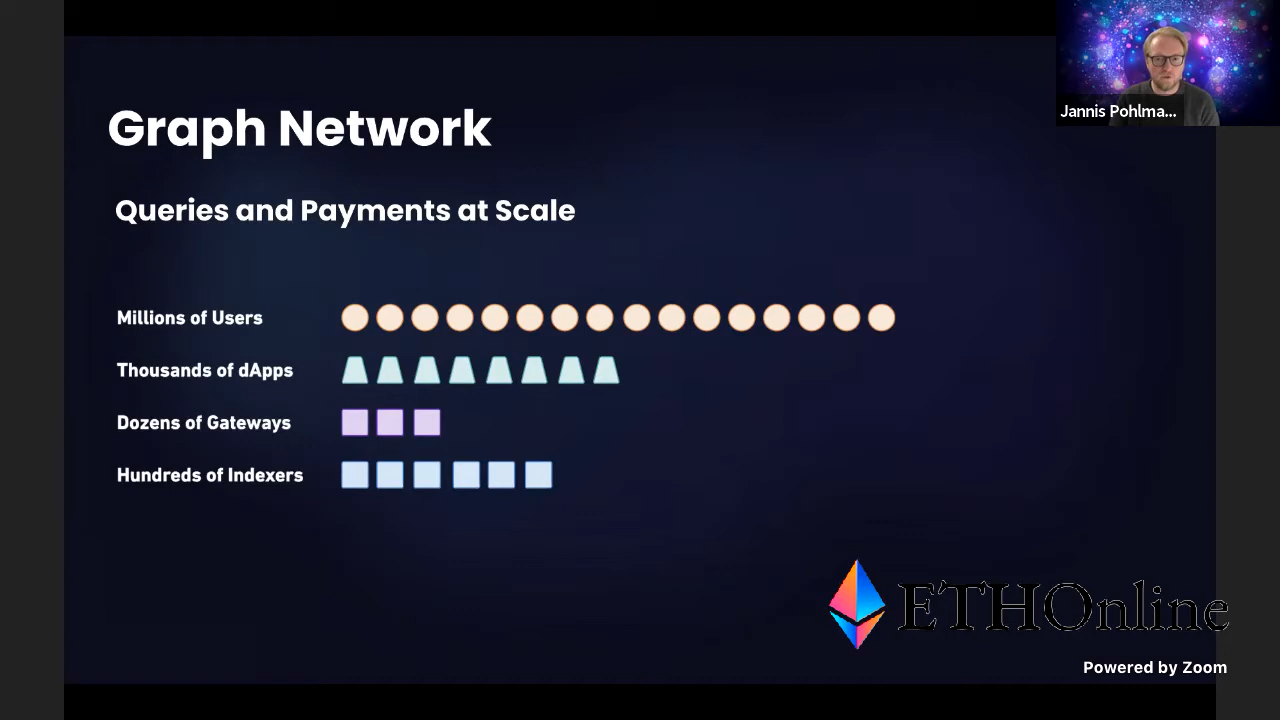 Graph Network
Jannis Pohlma...
Queries and Payments at Scale
Millions of Users
Thousands of dApps
Dozens of Gateways
Hundreds of Indexers
ETHOnline
Powered by Zoom